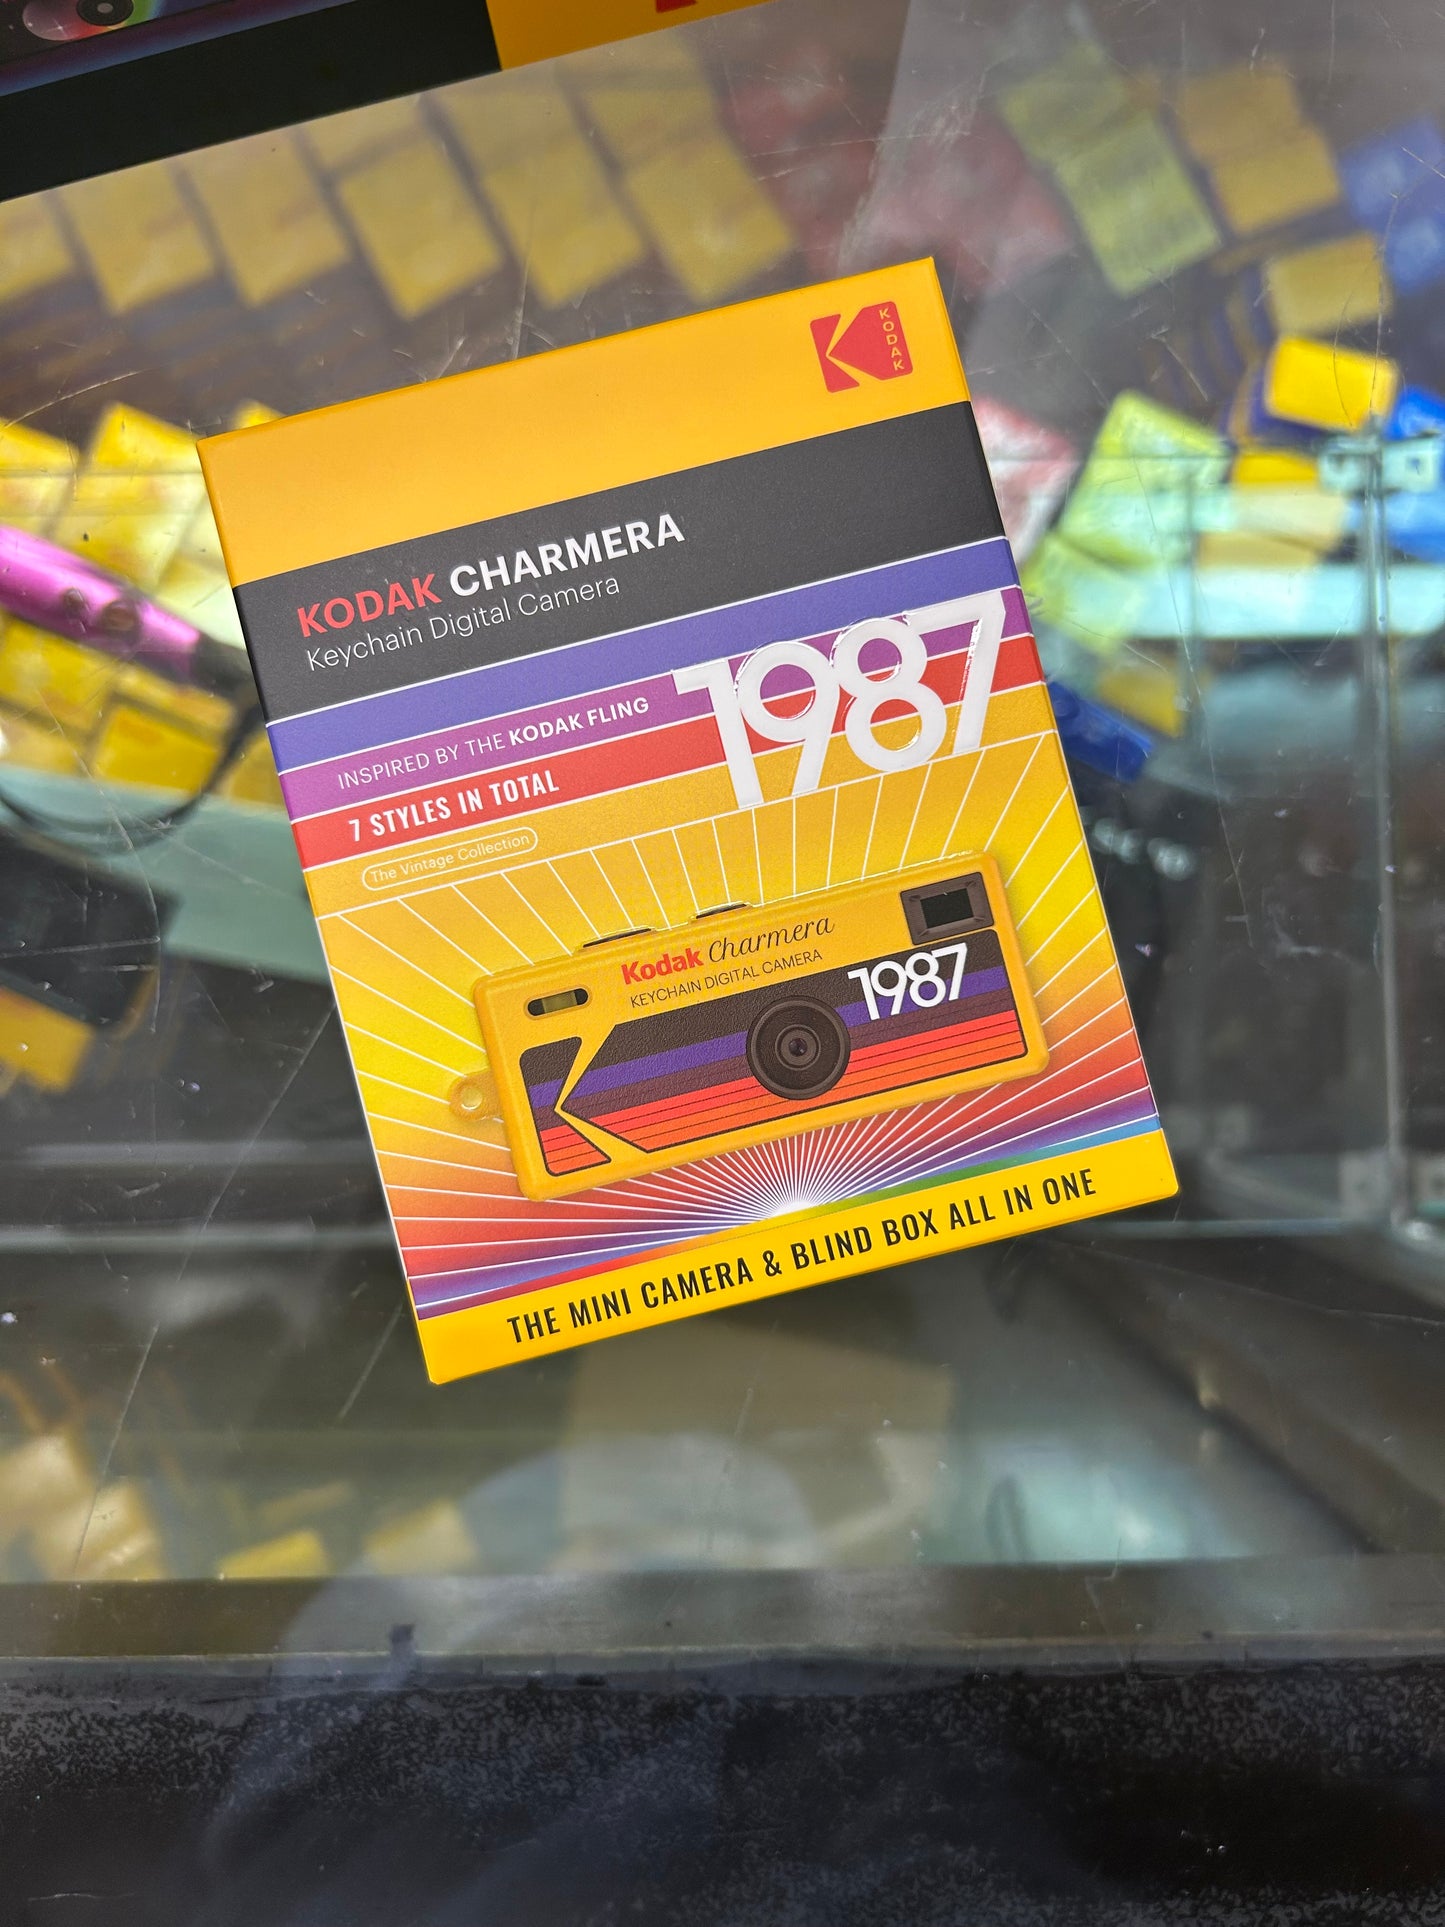 KODAK
KODAK CHARMERA
Keychain Digital Camera
1987
INSPIRED BY THE KODAK FLING
7 STYLES IN TOTAL
The Vintage Collection
Kodak Charmera
KEYCHAIN DIGITAL CAMERA
1987
THE MINI CAMERA & BLIND BOX ALL IN ONE